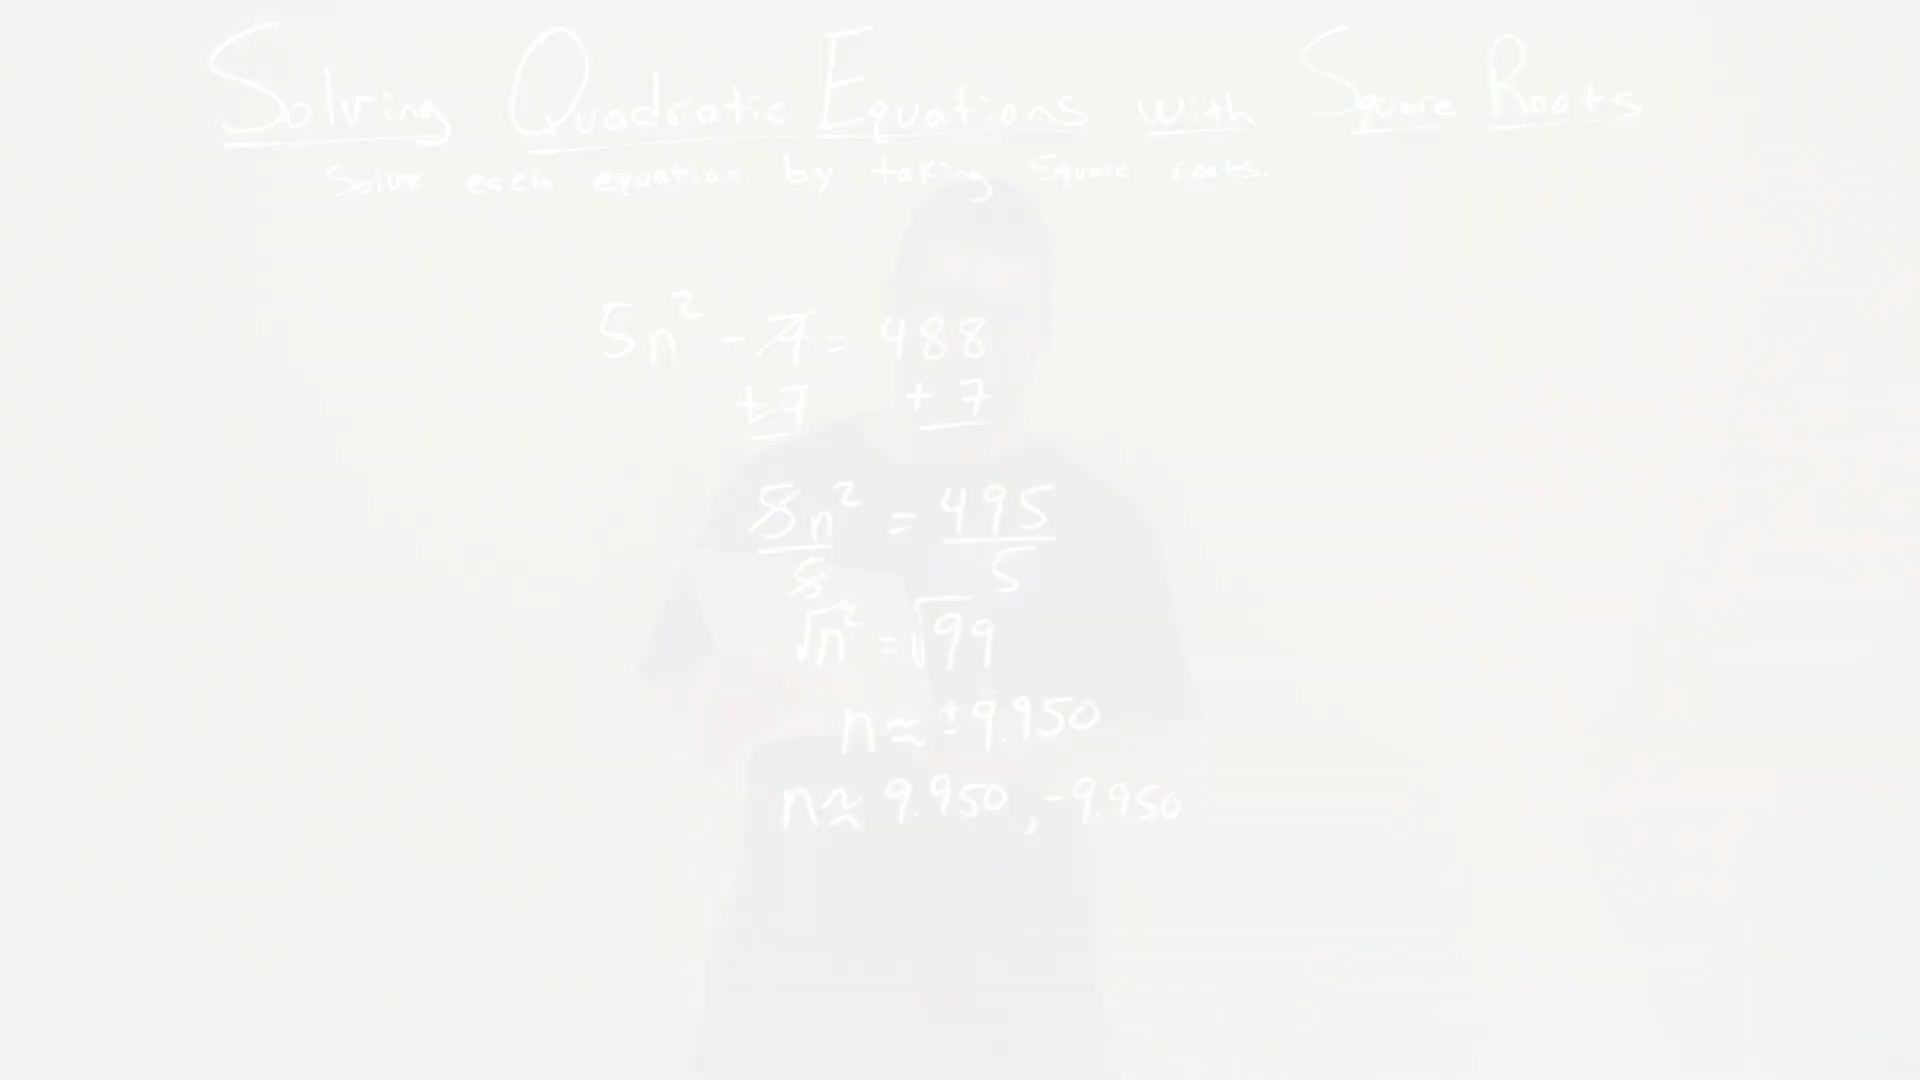 Solving Quadratic Equations with Square Roots
Solve each equation by taking square roots.
5n² - 7 = 488
+7 + 7
5n² = 495
5 5
√n² = √99
n ≈ ±9.950
n ≈ 9.950, -9.950